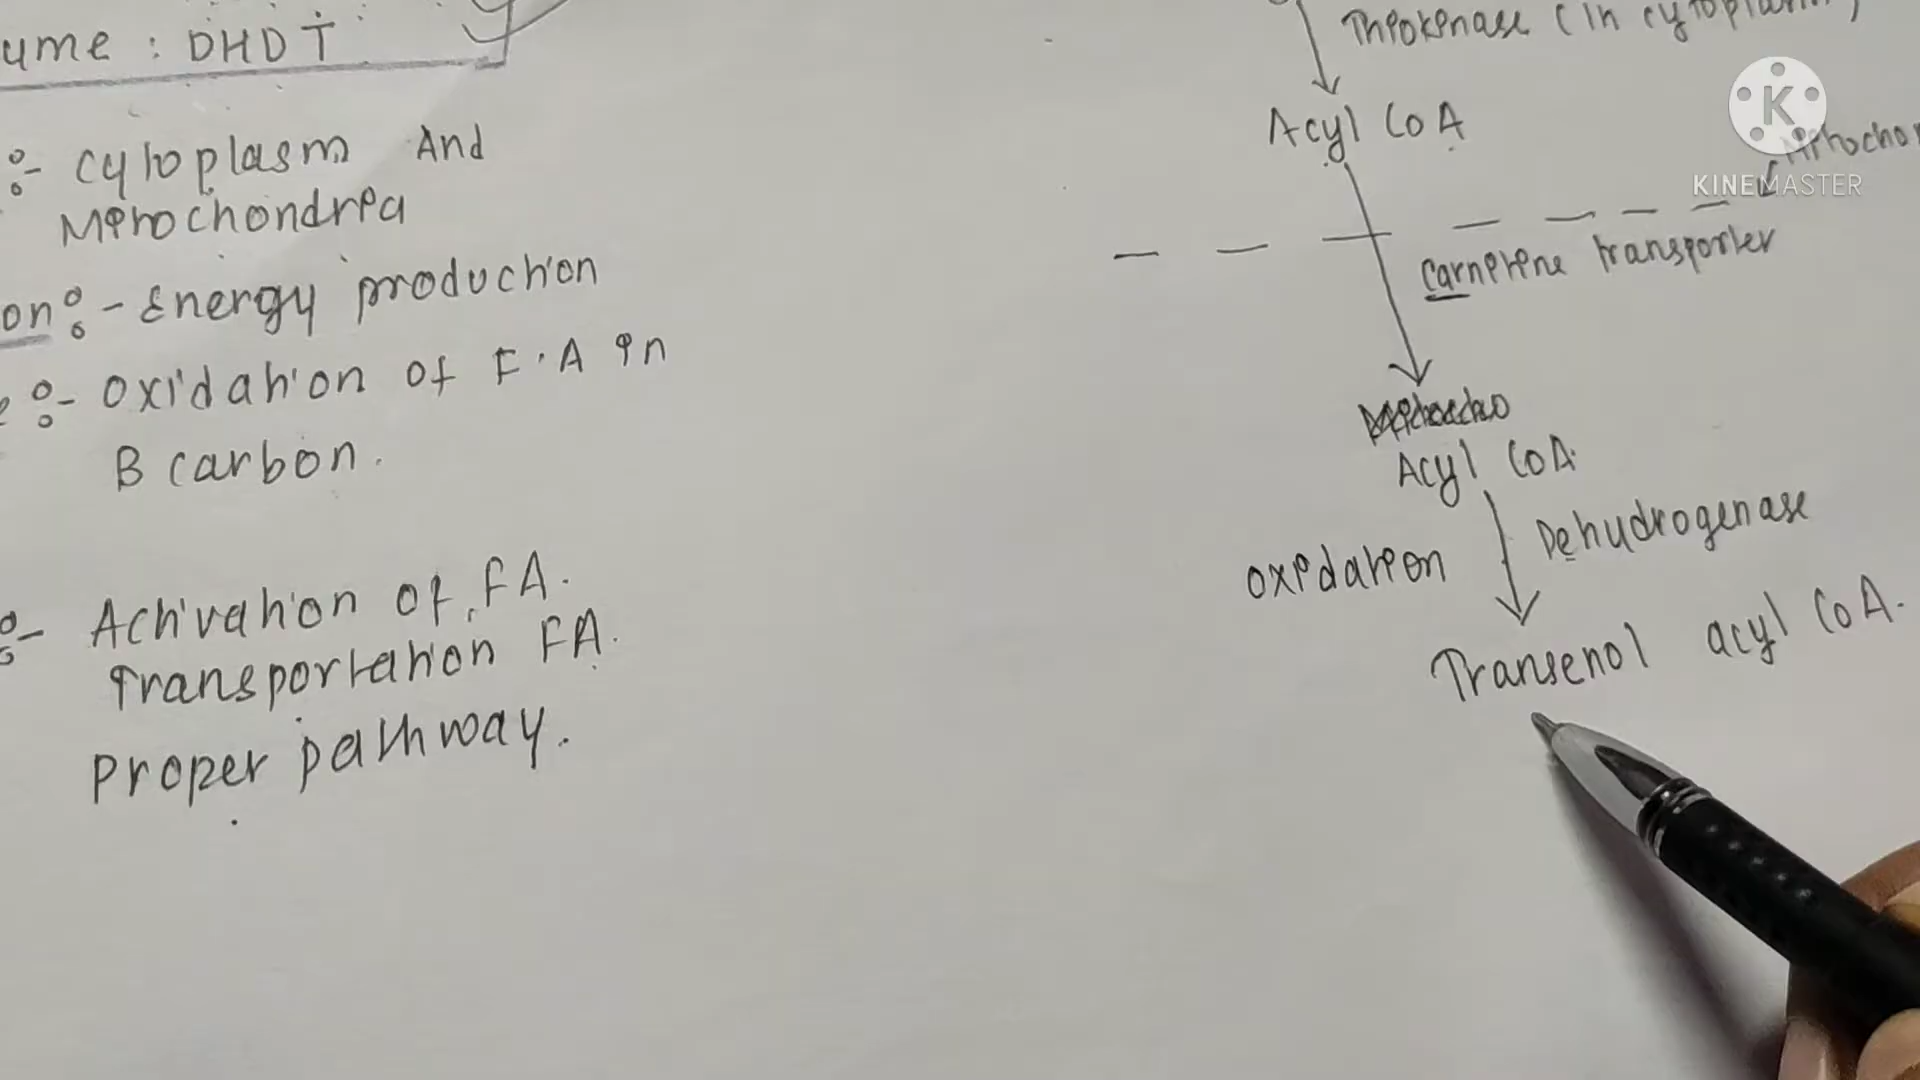 ume : DHDT
:- Cytoplasm And
Mitochondria
on :- Energy production
:- Oxidation of F.A in
B carbon.
:- Activation of FA.
Transportation FA.
Proper pathway.
Thiokinase (in cytoplasm)
Acyl CoA
Mitochon
Carnitine transporter
Acyl CoA
Oxidation
Dehydrogenase
Transenol acyl CoA.
KINEMASTER